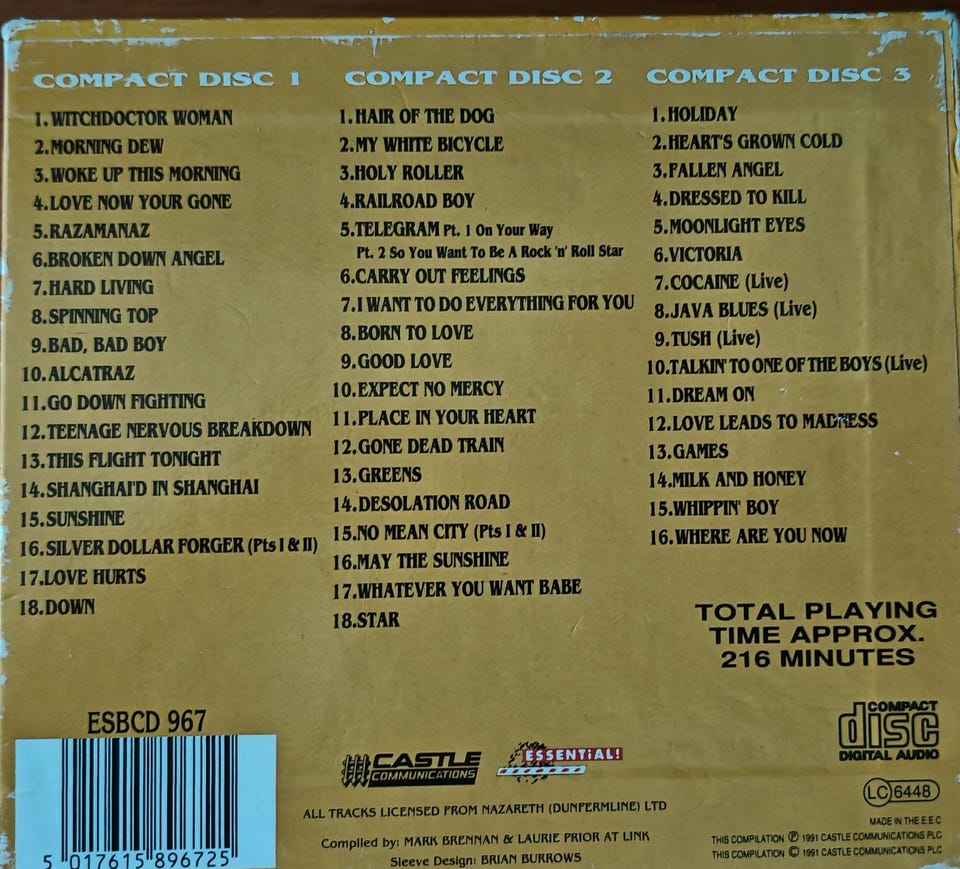 COMPACT DISC 1
1. WITCHDOCTOR WOMAN
2. MORNING DEW
3. WOKE UP THIS MORNING
4. LOVE NOW YOUR GONE
5. RAZAMANAZ
6. BROKEN DOWN ANGEL
7. HARD LIVING
8. SPINNING TOP
9. BAD, BAD BOY
10. ALCATRAZ
11. GO DOWN FIGHTING
12. TEENAGE NERVOUS BREAKDOWN
13. THIS FLIGHT TONIGHT
14. SHANGHAI'D IN SHANGHAI
15. SUNSHINE
16. SILVER DOLLAR FORGER (Pts I & II)
17. LOVE HURTS
18. DOWN
COMPACT DISC 2
1. HAIR OF THE DOG
2. MY WHITE BICYCLE
3. HOLY ROLLER
4. RAILROAD BOY
5. TELEGRAM Pt. 1 On Your Way
Pt. 2 So You Want To Be A Rock 'n' Roll Star
6. CARRY OUT FEELINGS
7. I WANT TO DO EVERYTHING FOR YOU
8. BORN TO LOVE
9. GOOD LOVE
10. EXPECT NO MERCY
11. PLACE IN YOUR HEART
12. GONE DEAD TRAIN
13. GREENS
14. DESOLATION ROAD
15. NO MEAN CITY (Pts I & II)
16. MAY THE SUNSHINE
17. WHATEVER YOU WANT BABE
18. STAR
COMPACT DISC 3
1. HOLIDAY
2. HEART'S GROWN COLD
3. FALLEN ANGEL
4. DRESSED TO KILL
5. MOONLIGHT EYES
6. VICTORIA
7. COCAINE (Live)
8. JAVA BLUES (Live)
9. TUSH (Live)
10. TALKIN' TO ONE OF THE BOYS (Live)
11. DREAM ON
12. LOVE LEADS TO MADNESS
13. GAMES
14. MILK AND HONEY
15. WHIPPIN' BOY
16. WHERE ARE YOU NOW
TOTAL PLAYING
TIME APPROX.
216 MINUTES
ESBCD 967
5 017615 896725
CASTLE
COMMUNICATIONS
ESSENTIAL!
COMPACT
disc
DIGITAL AUDIO
LC 6448
ALL TRACKS LICENSED FROM NAZARETH (DUNFERMLINE) LTD
Compiled by: MARK BRENNAN & LAURIE PRIOR AT LINK
Sleeve Design: BRIAN BURROWS
MADE IN THE E.E.C
THIS COMPILATION ℗ 1991 CASTLE COMMUNICATIONS PLC
THIS COMPILATION © 1991 CASTLE COMMUNICATIONS PLC